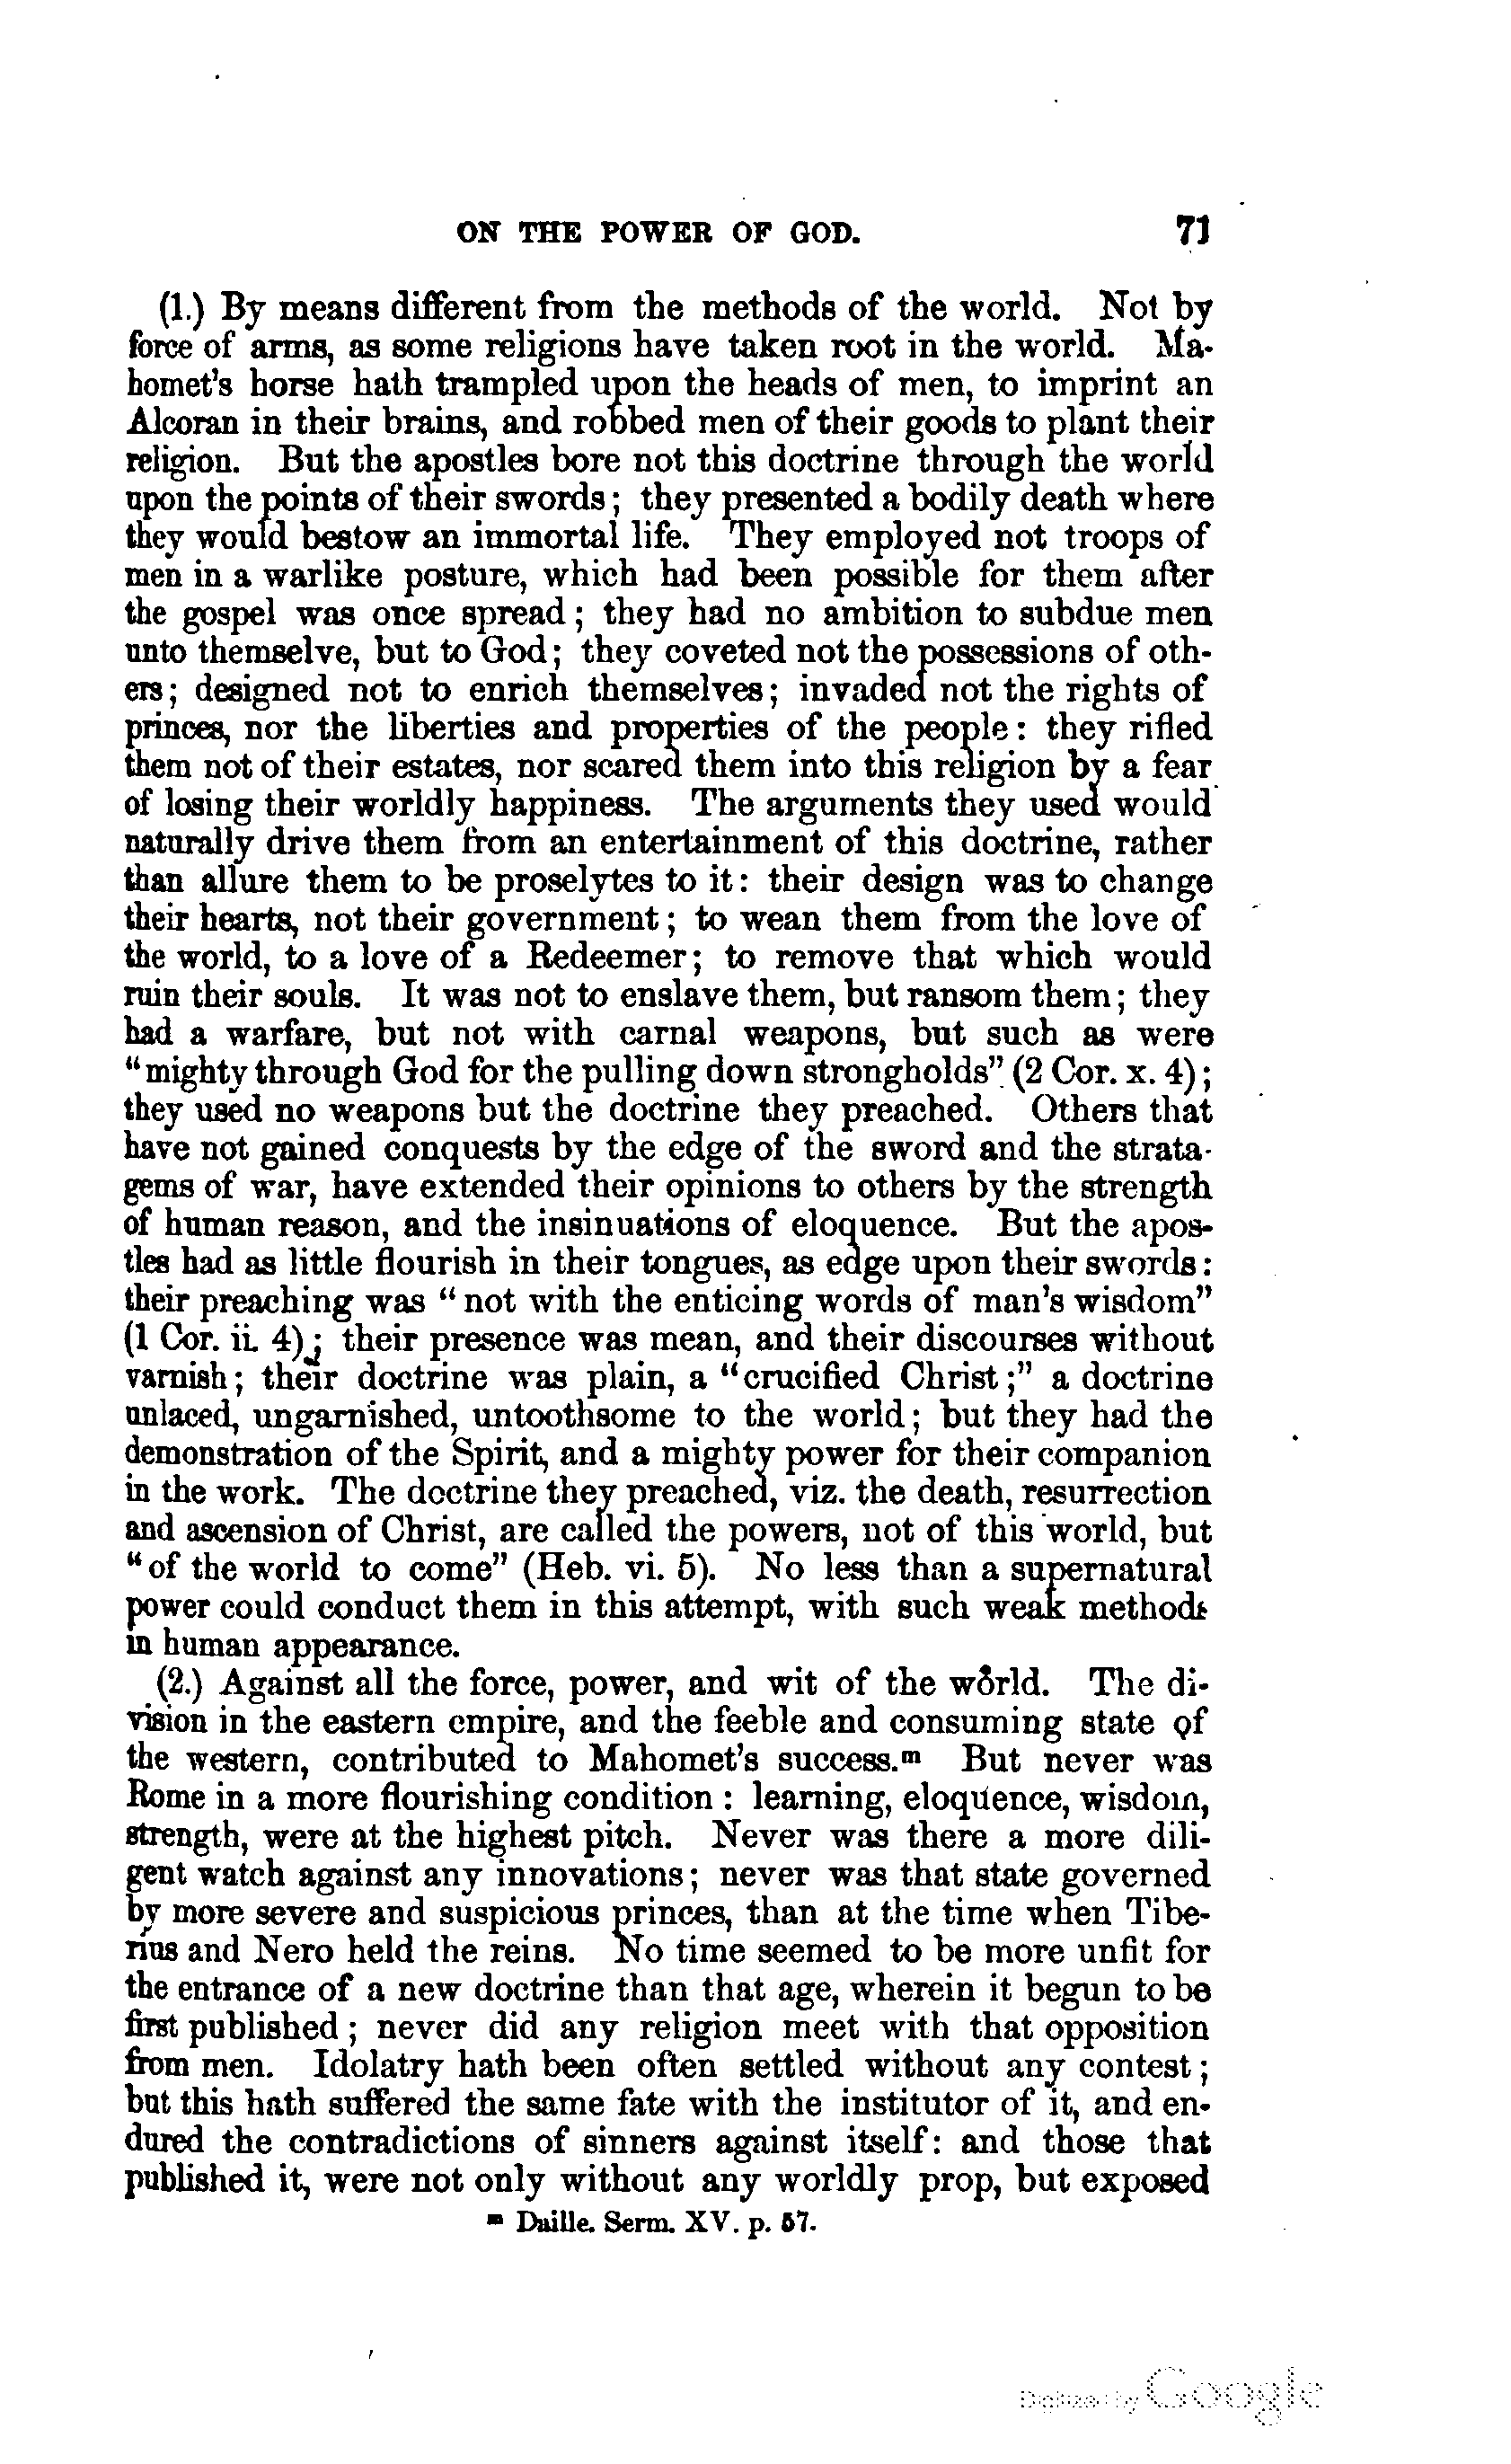 ON THE POWER OF GOD. 71
(1.) By means different from the methods of the world. Not by
force of arms, as some religions have taken root in the world. Ma-
homet's horse hath trampled upon the heads of men, to imprint an
Alcoran in their brains, and robbed men of their goods to plant their
religion. But the apostles bore not this doctrine through the world
upon the points of their swords; they presented a bodily death where
they would bestow an immortal life. They employed not troops of
men in a warlike posture, which had been possible for them after
the gospel was once spread; they had no ambition to subdue men
unto themselve, but to God; they coveted not the possessions of oth-
ers; designed not to enrich themselves; invaded not the rights of
princes, nor the liberties and properties of the people: they rifled
them not of their estates, nor scared them into this religion by a fear
of losing their worldly happiness. The arguments they used would
naturally drive them from an entertainment of this doctrine, rather
than allure them to be proselytes to it: their design was to change
their hearts, not their government; to wean them from the love of
the world, to a love of a Redeemer; to remove that which would
ruin their souls. It was not to enslave them, but ransom them; they
had a warfare, but not with carnal weapons, but such as were
"mighty through God for the pulling down strongholds" (2 Cor. x. 4);
they used no weapons but the doctrine they preached. Others that
have not gained conquests by the edge of the sword and the strata-
gems of war, have extended their opinions to others by the strength
of human reason, and the insinuations of eloquence. But the apos-
tles had as little flourish in their tongues, as edge upon their swords:
their preaching was "not with the enticing words of man's wisdom"
(1 Cor. ii. 4); their presence was mean, and their discourses without
varnish; their doctrine was plain, a "crucified Christ;" a doctrine
unlaced, ungarnished, untoothsome to the world; but they had the
demonstration of the Spirit, and a mighty power for their companion
in the work. The doctrine they preached, viz. the death, resurrection
and ascension of Christ, are called the powers, not of this world, but
"of the world to come" (Heb. vi. 5). No less than a supernatural
power could conduct them in this attempt, with such weak methods
in human appearance.
(2.) Against all the force, power, and wit of the world. The di-
vision in the eastern empire, and the feeble and consuming state of
the western, contributed to Mahomet's success.m But never was
Rome in a more flourishing condition: learning, eloquence, wisdom,
strength, were at the highest pitch. Never was there a more dili-
gent watch against any innovations; never was that state governed
by more severe and suspicious princes, than at the time when Tibe-
rius and Nero held the reins. No time seemed to be more unfit for
the entrance of a new doctrine than that age, wherein it begun to be
first published; never did any religion meet with that opposition
from men. Idolatry hath been often settled without any contest;
but this hath suffered the same fate with the institutor of it, and en-
dured the contradictions of sinners against itself: and those that
published it, were not only without any worldly prop, but exposed
m Daille. Serm. XV. p. 57.
Digitized by Google